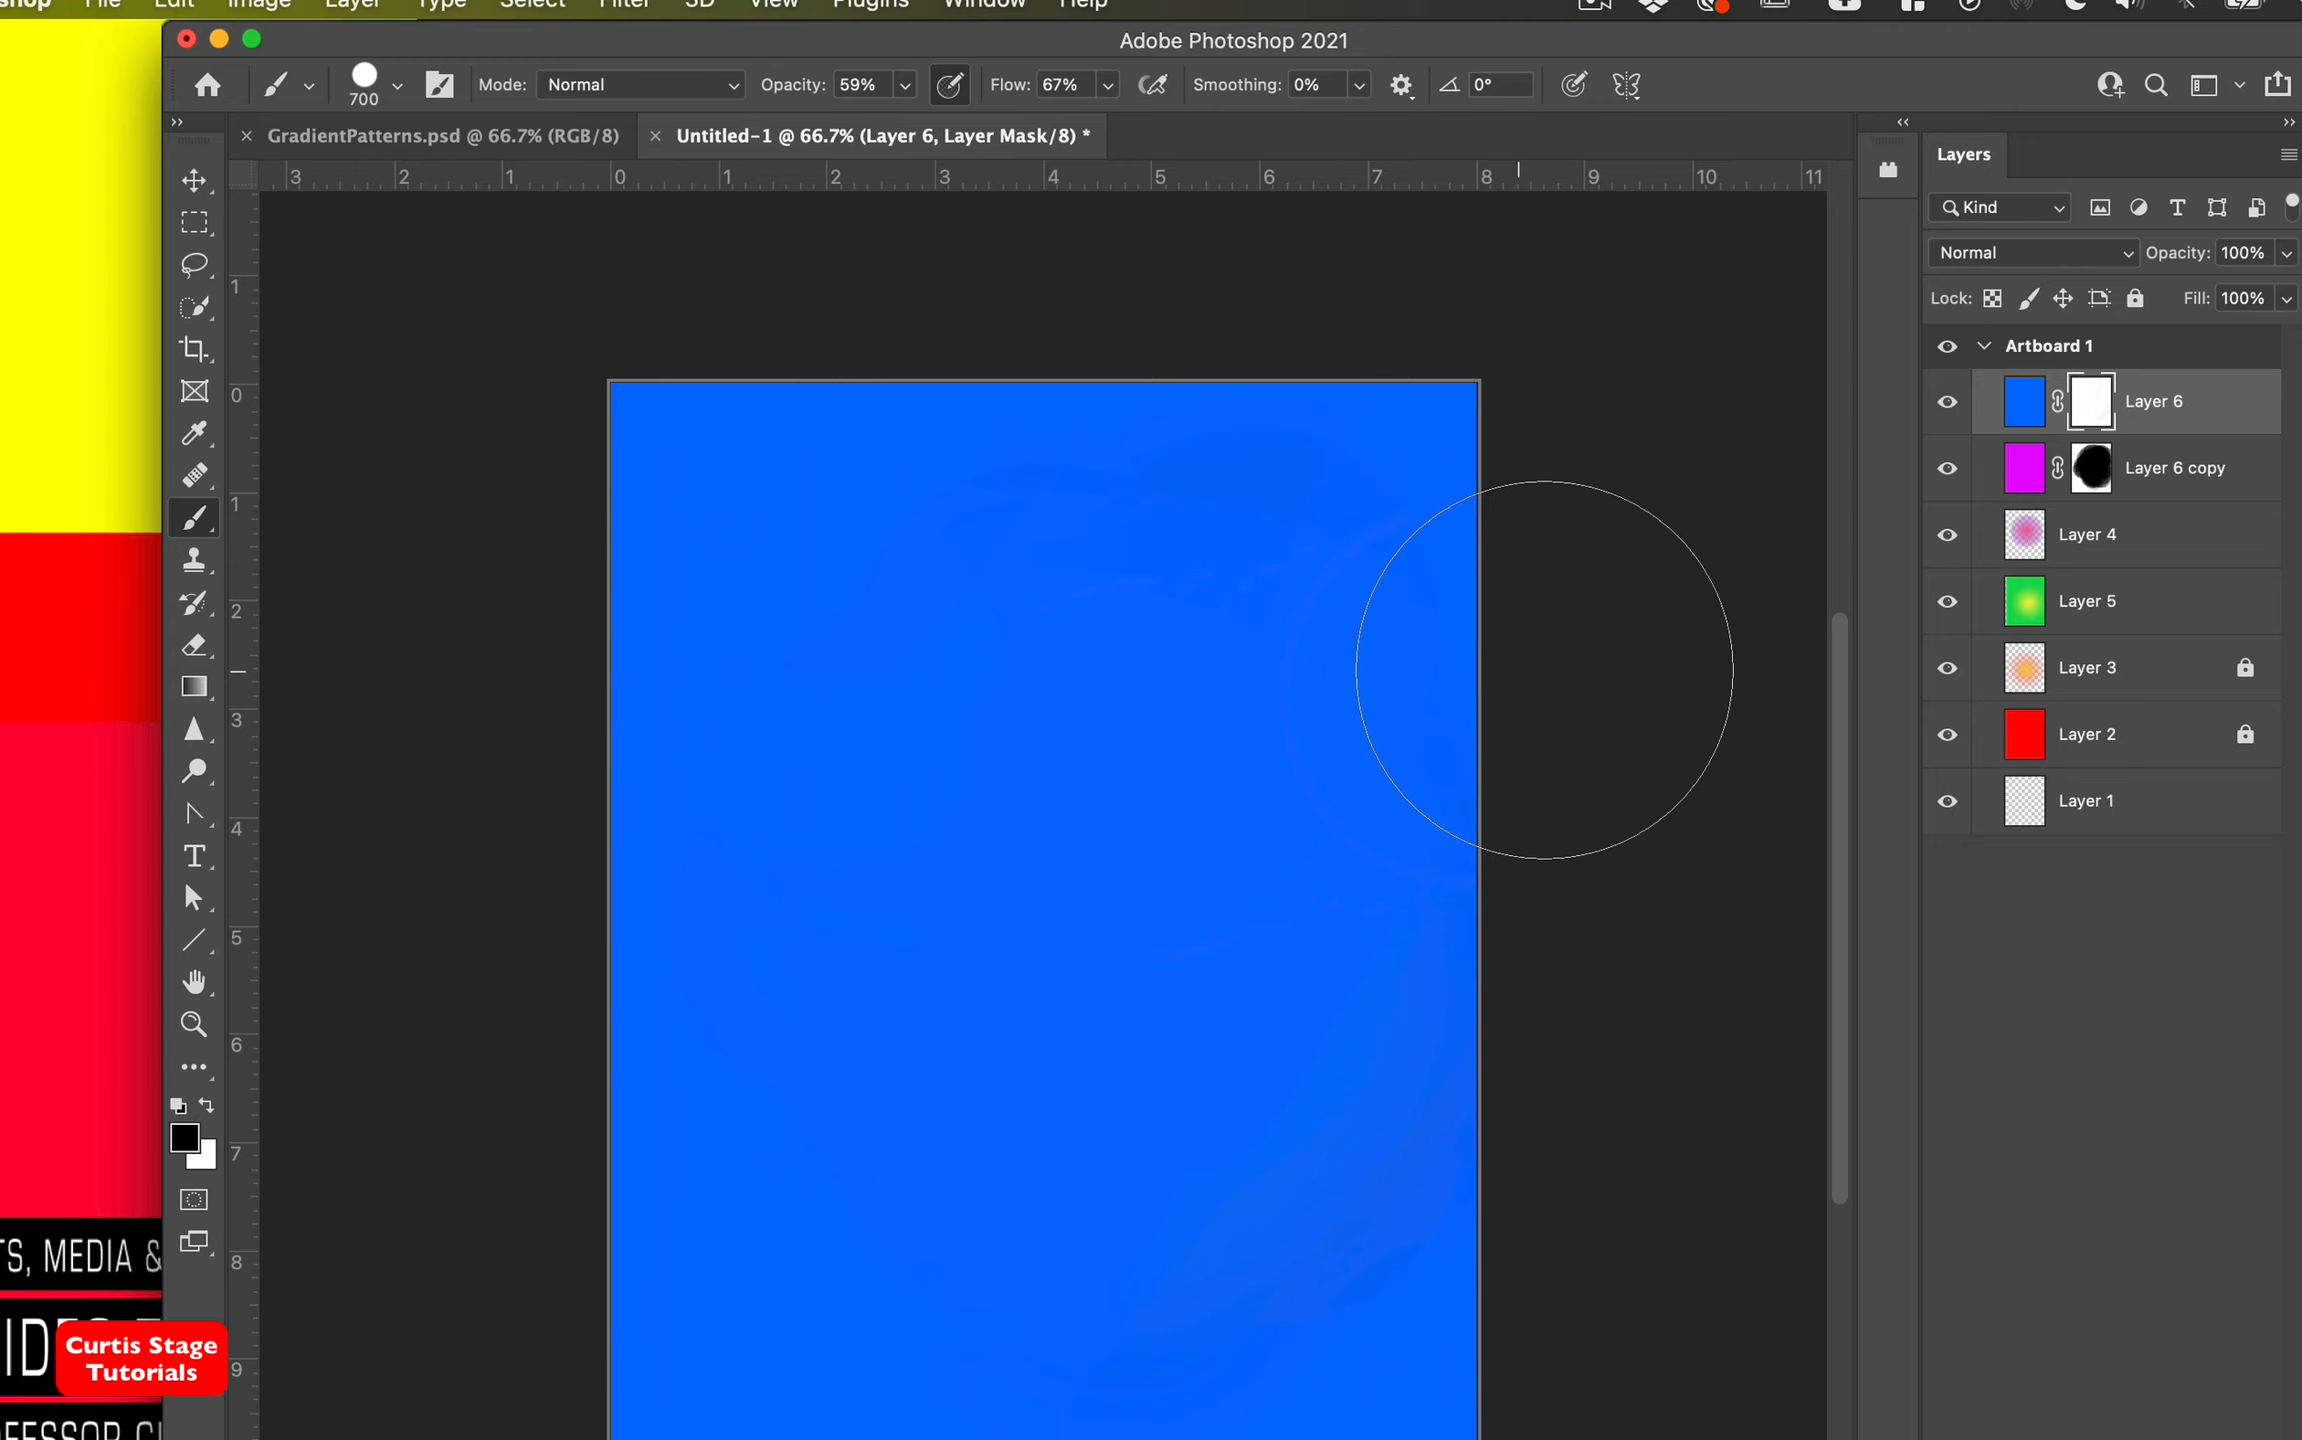 shop File Edit Image Layer Type Select Filter 3D View Plugins Window Help
Adobe Photoshop 2021
700 Mode: Normal Opacity: 59% Flow: 67% Smoothing: 0% 0°
GradientPatterns.psd @ 66.7% (RGB/8) Untitled-1 @ 66.7% (Layer 6, Layer Mask/8) *
3 2 1 0 1 2 3 4 5 6 7 8 9 10 11
1
0
1
2
3
4
5
6
7
8
9
Layers
Kind
Normal Opacity: 100%
Lock: Fill: 100%
Artboard 1
Layer 6
Layer 6 copy
Layer 4
Layer 5
Layer 3
Layer 2
Layer 1
TS, MEDIA &
Curtis Stage
Tutorials